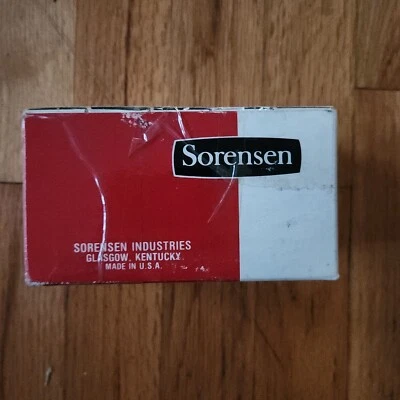 Sorensen
SORENSEN INDUSTRIES
GLASGOW, KENTUCKY
MADE IN U.S.A.